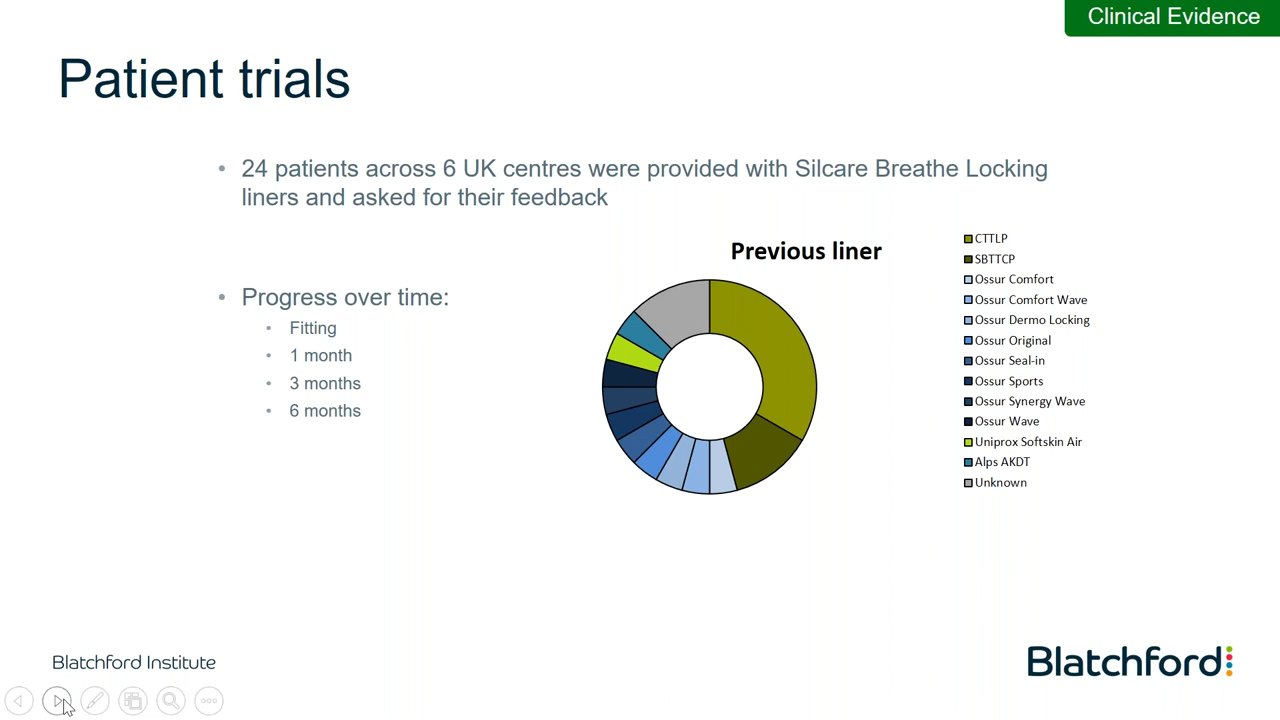 Clinical Evidence
Patient trials
• 24 patients across 6 UK centres were provided with Silcare Breathe Locking
liners and asked for their feedback
• Progress over time:
• Fitting
• 1 month
• 3 months
• 6 months
Previous liner
CTTLP
SBTTCP
Ossur Comfort
Ossur Comfort Wave
Ossur Dermo Locking
Ossur Original
Ossur Seal-in
Ossur Sports
Ossur Synergy Wave
Ossur Wave
Uniprox Softskin Air
Alps AKDT
Unknown
Blatchford Institute
Blatchford